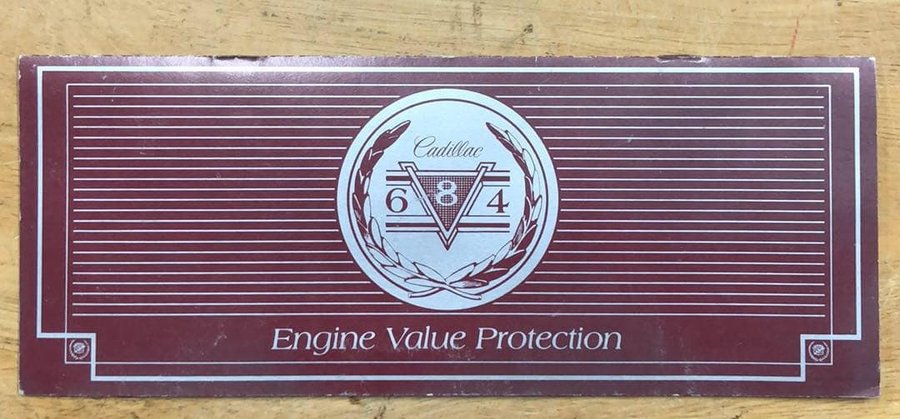 Cadillac
6 8 4
Engine Value Protection